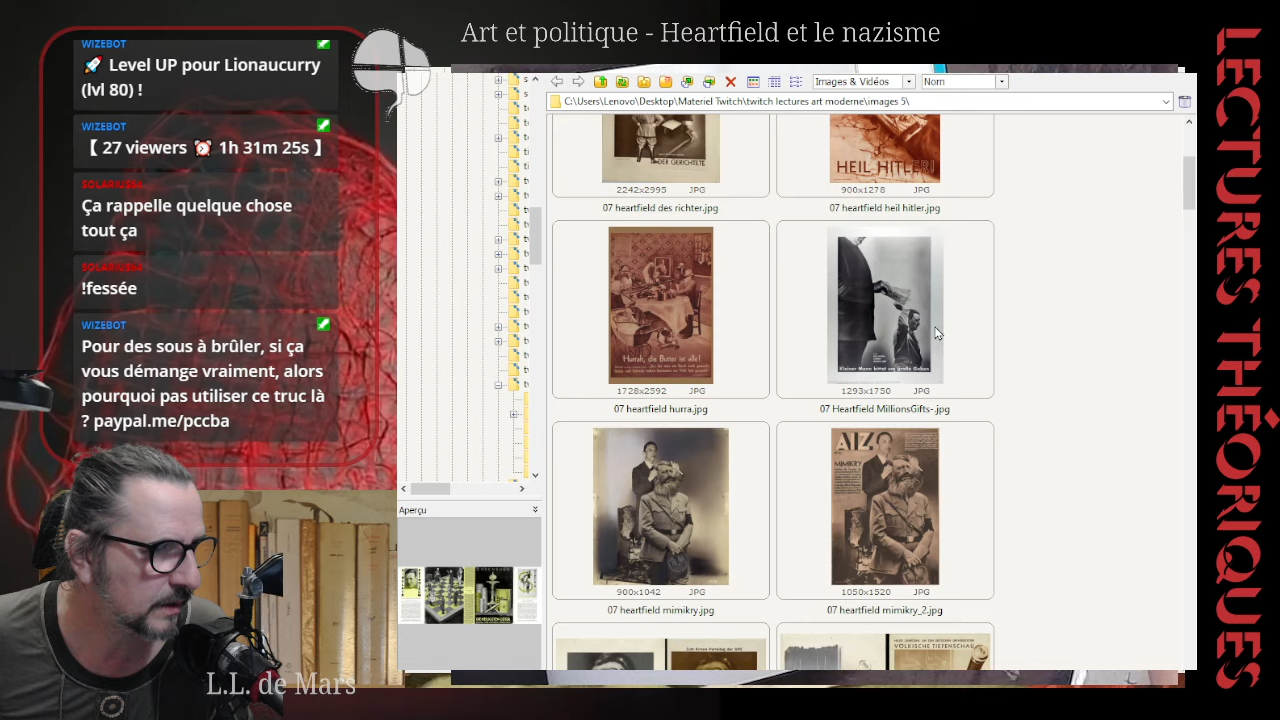 Art et politique - Heartfield et le nazisme
WIZEBOT
🚀 Level UP pour Lionaucurry
(lvl 80) !
WIZEBOT
【 27 viewers ⏰ 1h 31m 25s 】
SOLARIUS64
Ça rappelle quelque chose
tout ça
SOLARIUS64
!fessée
WIZEBOT
Pour des sous à brûler, si ça
vous démange vraiment, alors
pourquoi pas utiliser ce truc là
? paypal.me/pccba
L.L. de Mars
Images & Vidéos
Nom
C:\Users\Lenovo\Desktop\Materiel Twitch\twitch lectures art moderne\images 5\
DER GERICHTETE
HEIL HITLER!
2242x2995 JPG
900x1278 JPG
07 heartfield des richter.jpg
07 heartfield heil hitler.jpg
Hurrah, die Butter ist alle!
Kleiner Mann bittet um große Gaben
1728x2592 JPG
1293x1750 JPG
07 heartfield hurra.jpg
07 Heartfield MillionsGifts-.jpg
AIZ
MIMIKRY
900x1042 JPG
1050x1520 JPG
07 heartfield mimikry.jpg
07 heartfield mimikry_2.jpg
VÖLKISCHE TIEFENSCHAU
Aperçu
LECTURES THÉORIQUES